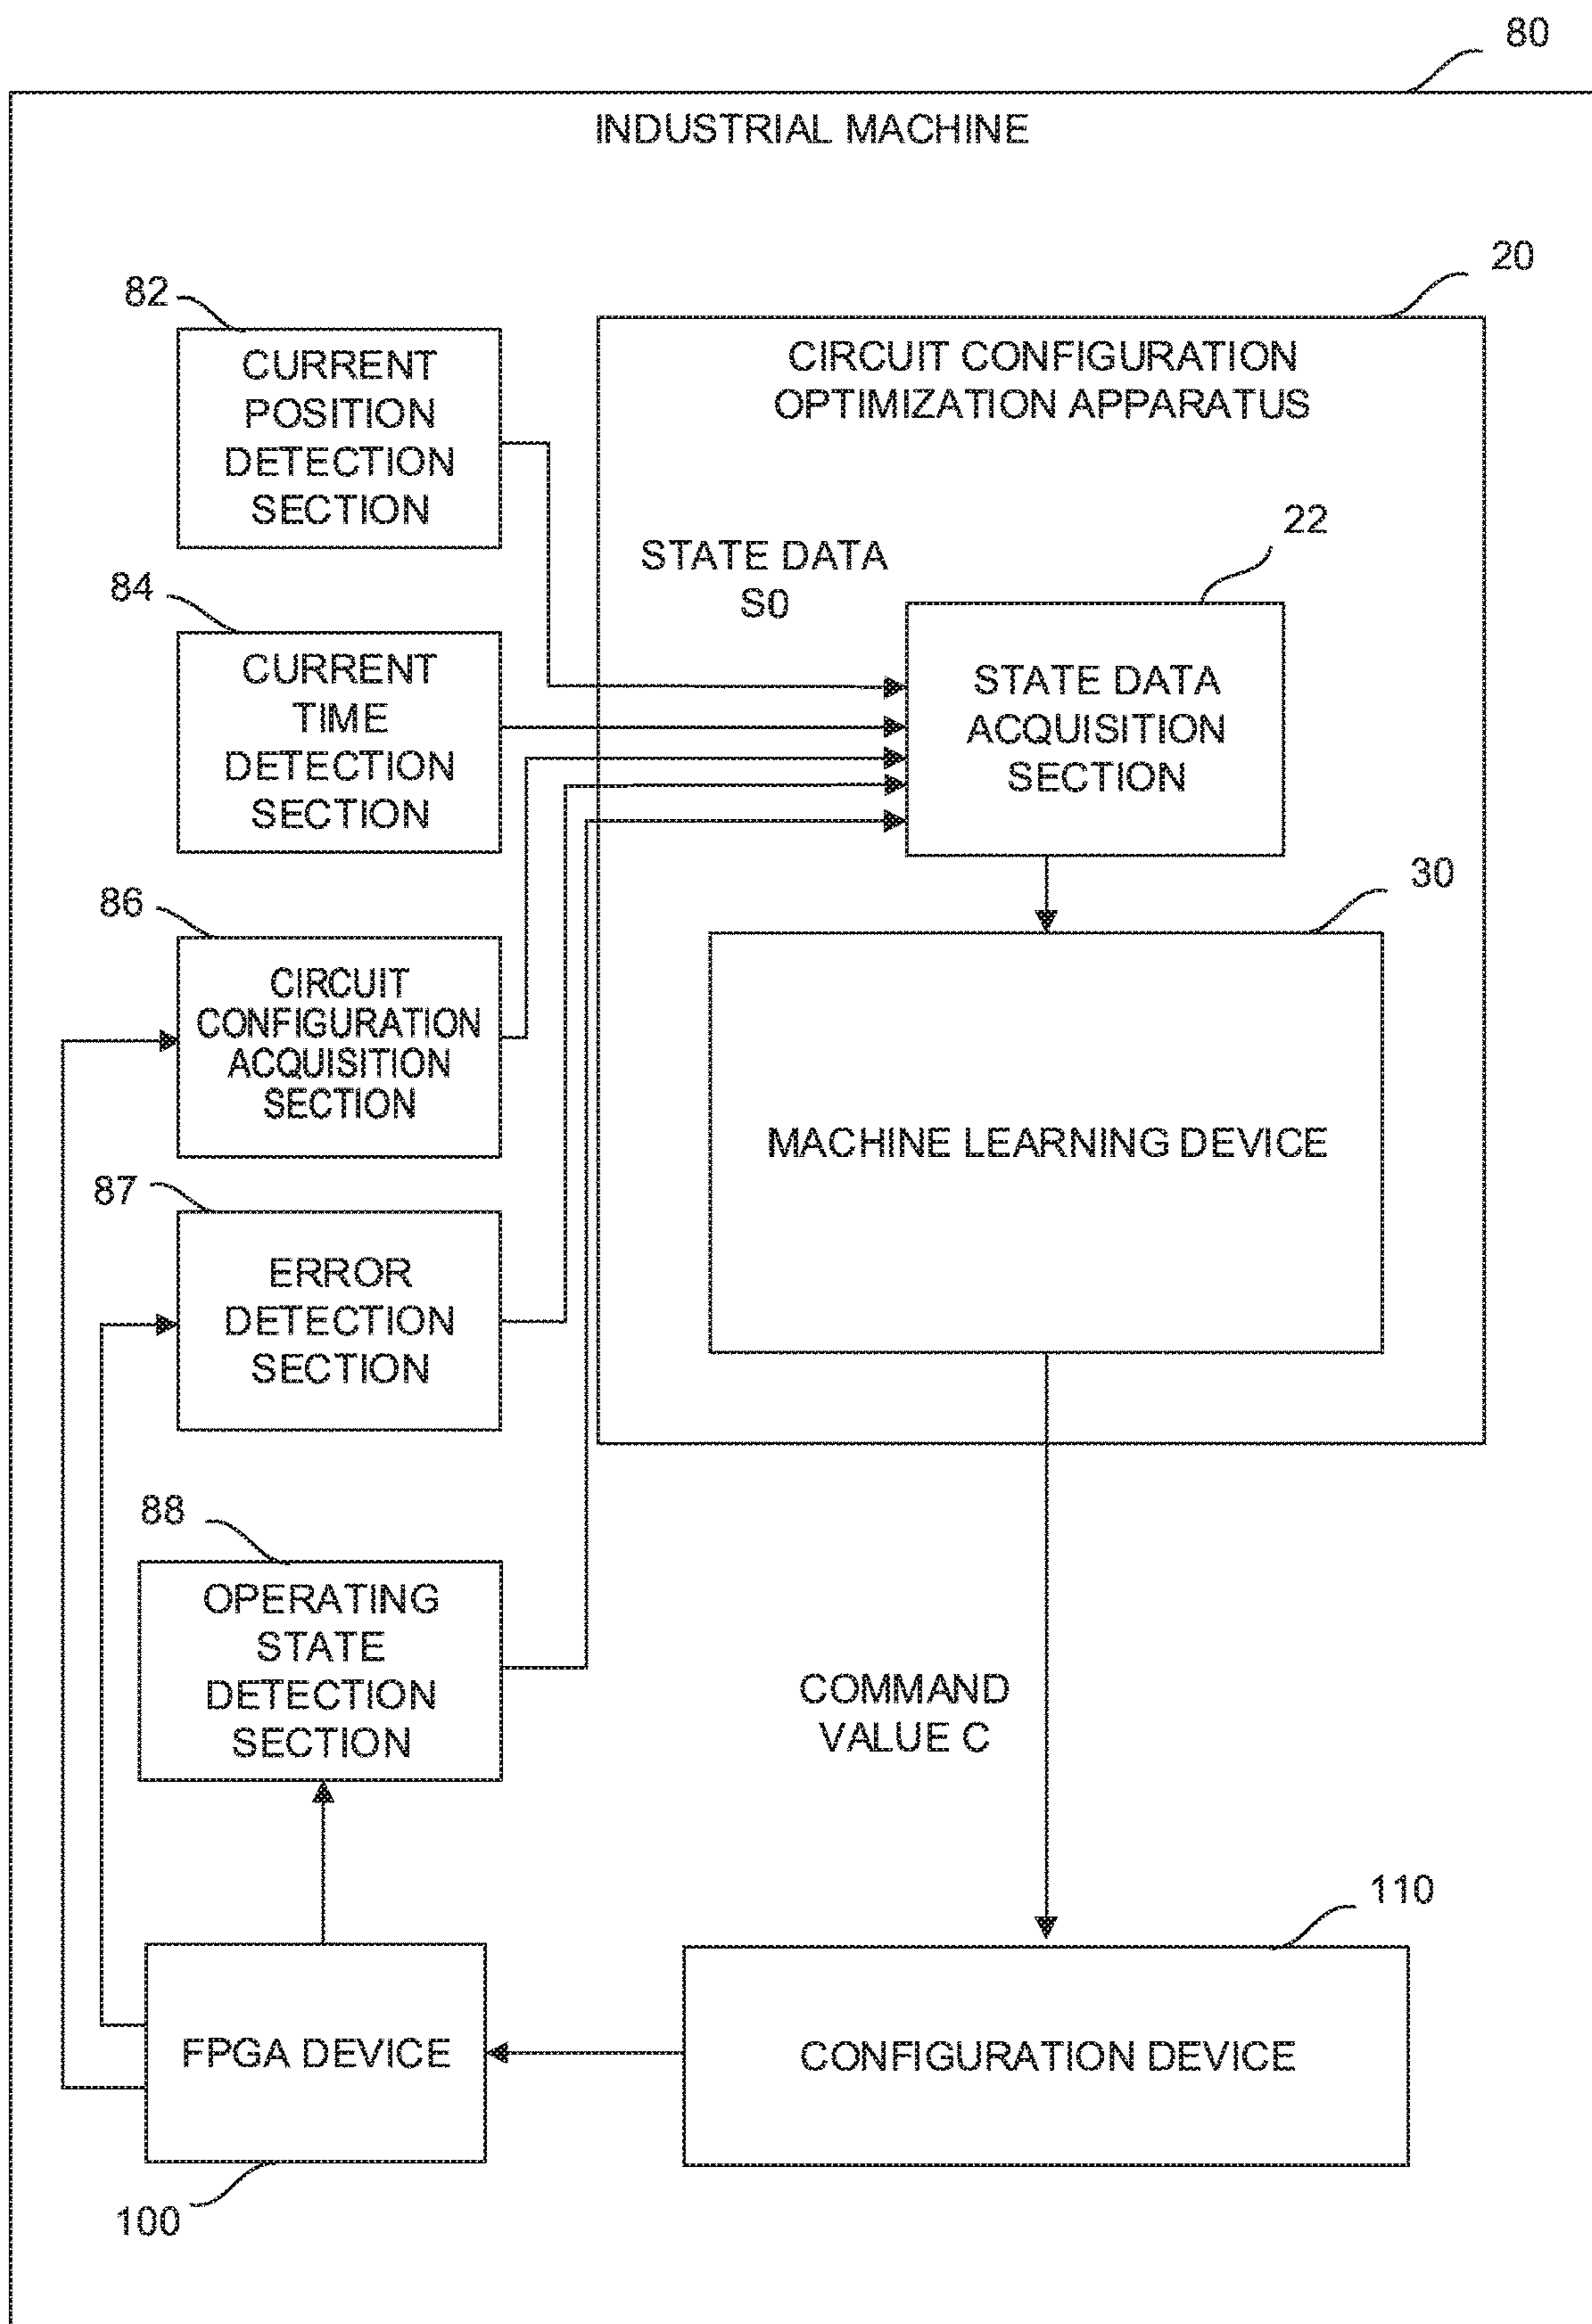 80
INDUSTRIAL MACHINE
20
82
CURRENT
POSITION
DETECTION
SECTION
CIRCUIT CONFIGURATION
OPTIMIZATION APPARATUS
22
STATE DATA
S0
84
CURRENT
TIME
DETECTION
SECTION
STATE DATA
ACQUISITION
SECTION
30
86
CIRCUIT
CONFIGURATION
ACQUISITION
SECTION
MACHINE LEARNING DEVICE
87
ERROR
DETECTION
SECTION
88
OPERATING
STATE
DETECTION
SECTION
COMMAND
VALUE C
110
FPGA DEVICE
CONFIGURATION DEVICE
100